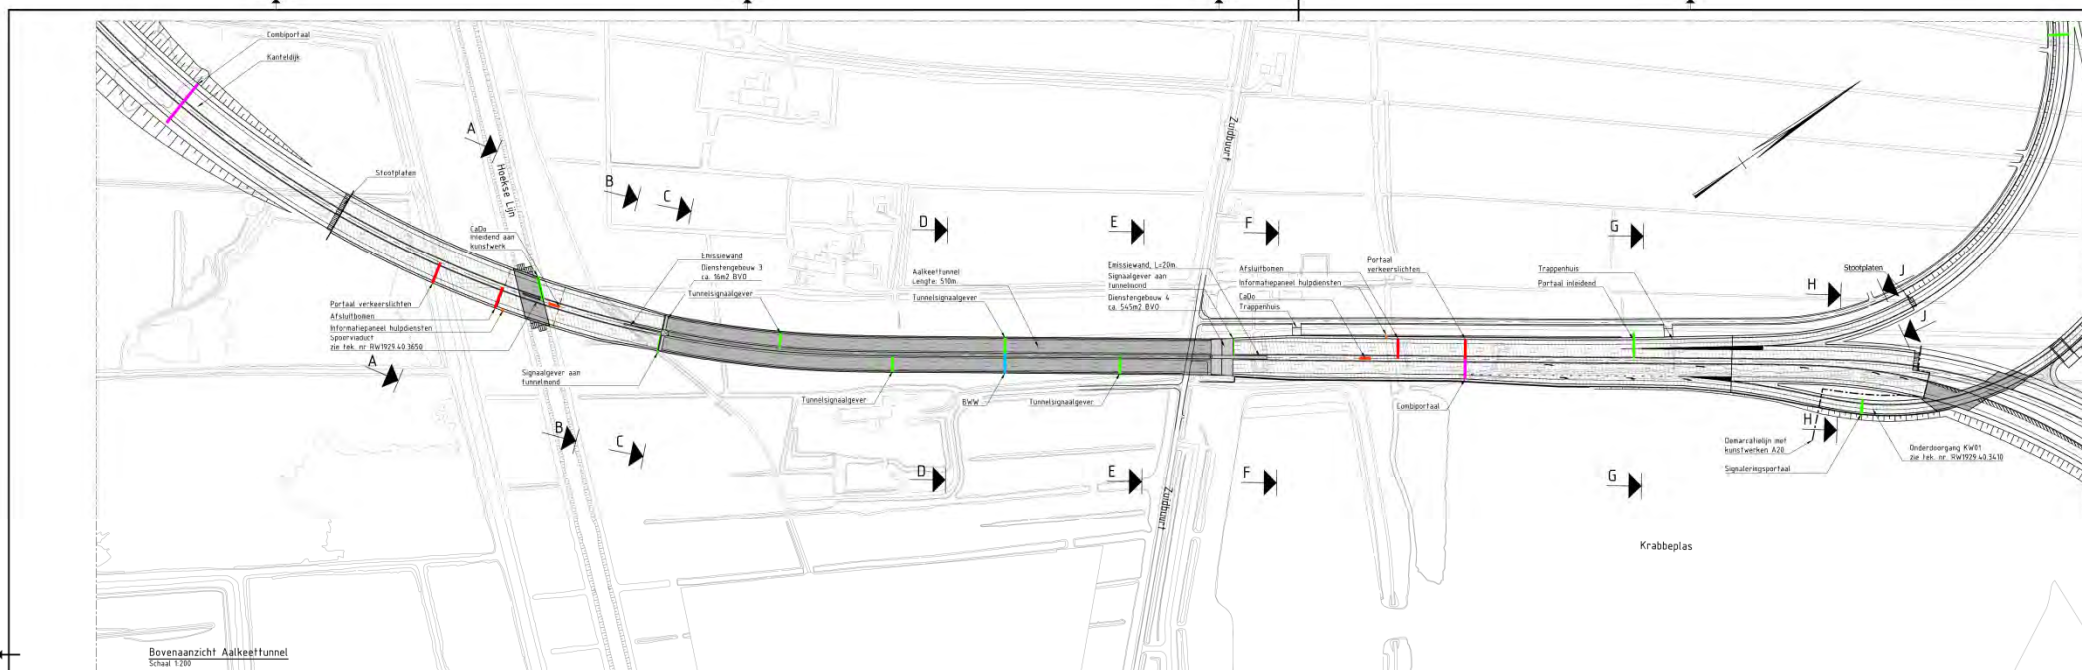 Combiportaal
Kanteldijk
Stootplaten
A
Hoekse Lijn
B
C
CaDo
inleidend aan
kunstwerk
Emissiewand
Dienstengebouw 3
ca. 16m2 BVO
Tunnelsignaalgever
D
Aalkeettunnel
Lengte: 510m.
Tunnelsignaalgever
E
Emissiewand, L=20m.
Signaalgever aan
tunnelmond
Dienstengebouw 4
ca. 545m2 BVO
Zuidbuurt
F
Afsluitbomen
Informatiepaneel hulpdiensten
CaDo
Trappenhuis
Portaal
verkeerslichten
G
Trappenhuis
Portaal inleidend
H
Stootplaten
J
J
Portaal verkeerslichten
Afsluitbomen
Informatiepaneel hulpdiensten
Spoorviaduct
zie tek. nr RW1929.40.3650
A
Signaalgever aan
tunnelmond
Tunnelsignaalgever
BWW
Tunnelsignaalgever
Combiportaal
H
Demarcatielijn met
kunstwerken A20
Signaleringsportaal
Onderdoorgang KW01
zie tek. nr. RW1929.40.3410
B
C
D
E
F
G
Zuidbuurt
Krabbeplas
Bovenaanzicht Aalkeettunnel
Schaal 1:200